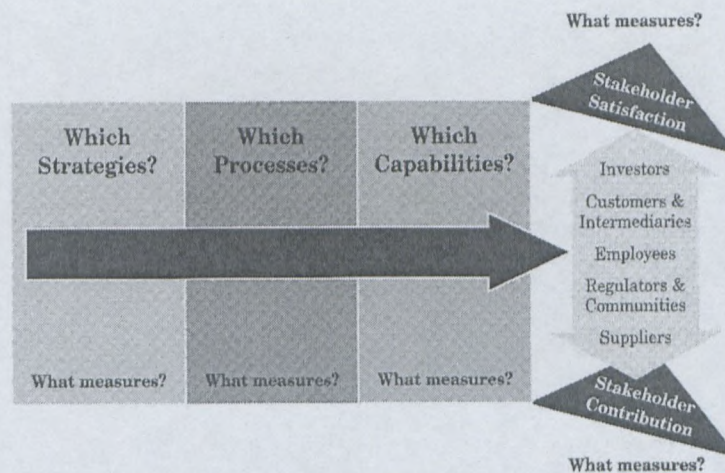 What measures?
Stakeholder
Satisfaction
Which
Strategies?
Which
Processes?
Which
Capabilities?
Investors
Customers &
Intermediaries
Employees
Regulators &
Communities
Suppliers
What measures?
What measures?
What measures?
Stakeholder
Contribution
What measures?